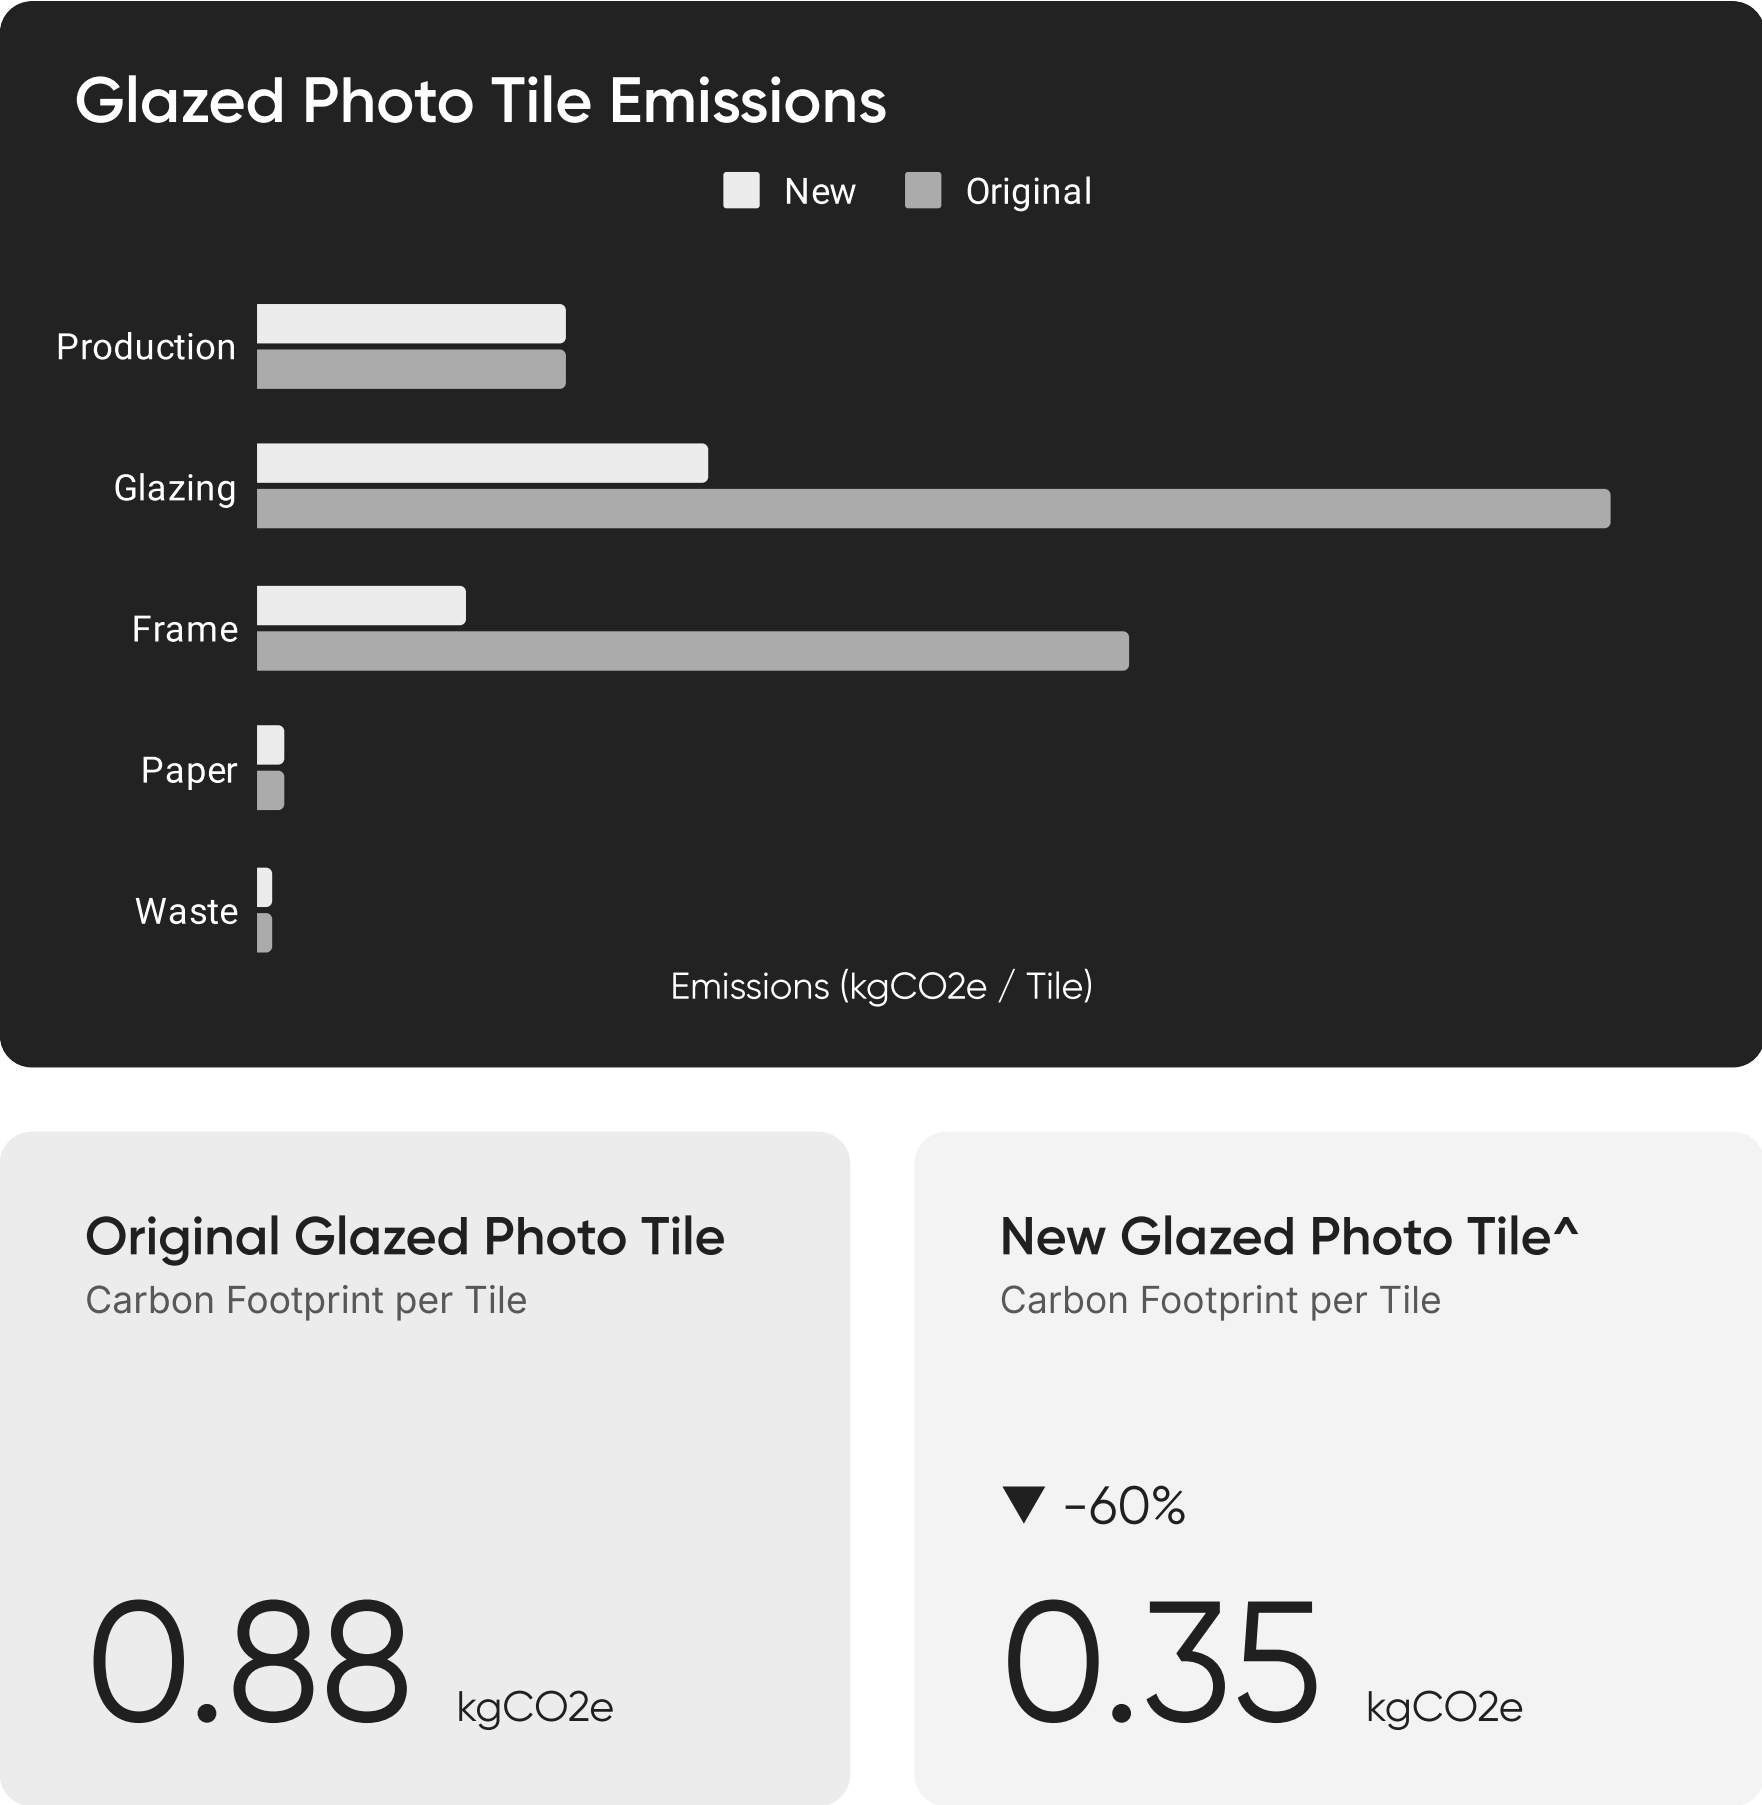 Glazed Photo Tile Emissions
New Original
Production
Glazing
Frame
Paper
Waste
Emissions (kgCO2e / Tile)
Original Glazed Photo Tile
Carbon Footprint per Tile
0.88 kgCO2e
New Glazed Photo Tile^
Carbon Footprint per Tile
▼ -60%
0.35 kgCO2e